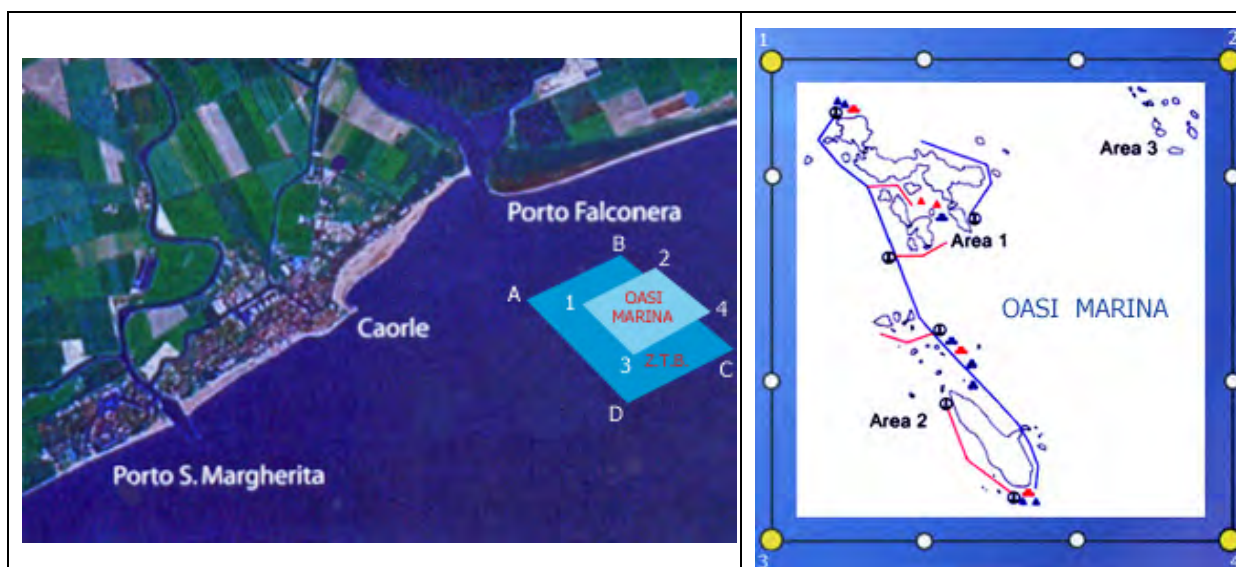 Porto Falconera
B
2
A
1
OASI
MARINA
4
Caorle
3
Z.T.B.
C
D
Porto S. Margherita
1
2
Area 3
Area 1
OASI MARINA
Area 2
3
4